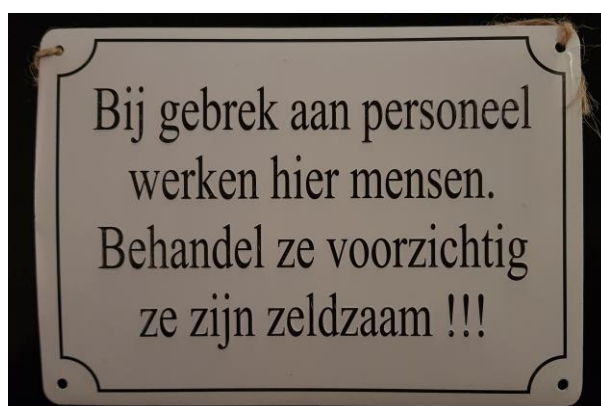 Bij gebrek aan personeel
werken hier mensen.
Behandel ze voorzichtig
ze zijn zeldzaam !!!